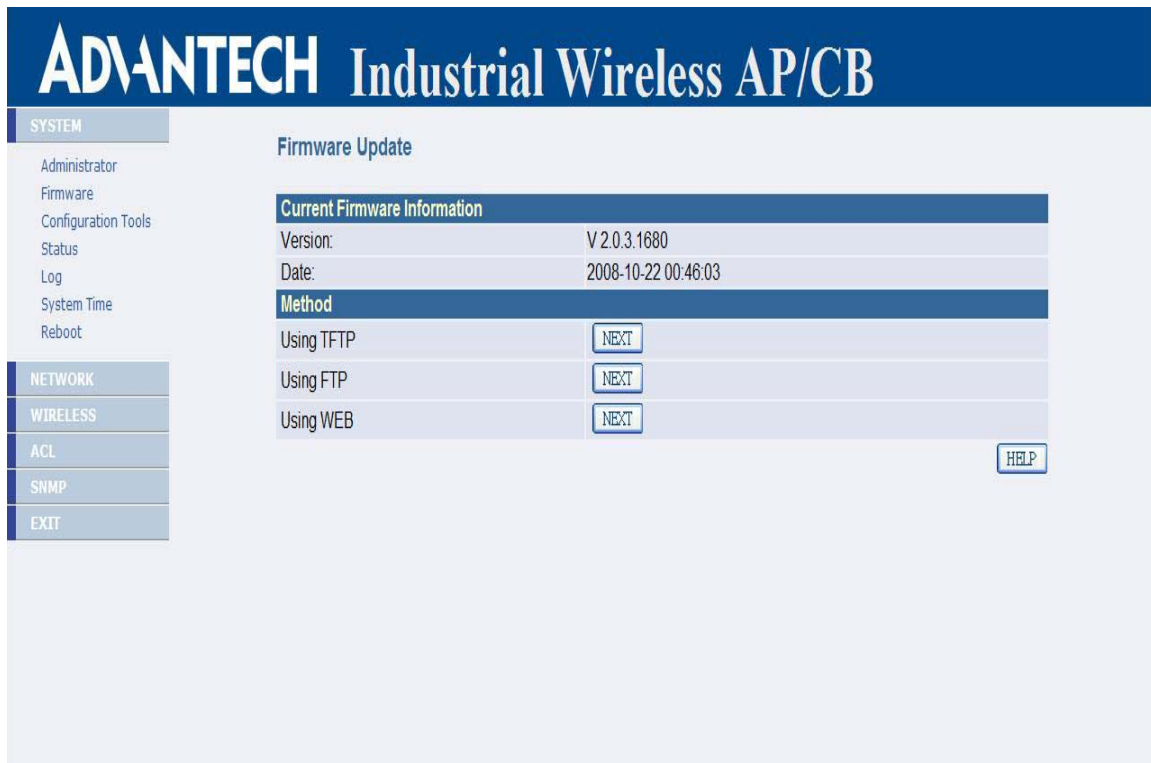 ADVANTECH Industrial Wireless AP/CB
SYSTEM
Administrator
Firmware
Configuration Tools
Status
Log
System Time
Reboot
NETWORK
WIRELESS
ACL
SNMP
EXIT
Firmware Update
Current Firmware Information
Version: V 2.0.3.1680
Date: 2008-10-22 00:46:03
Method
Using TFTP NEXT
Using FTP NEXT
Using WEB NEXT
HELP